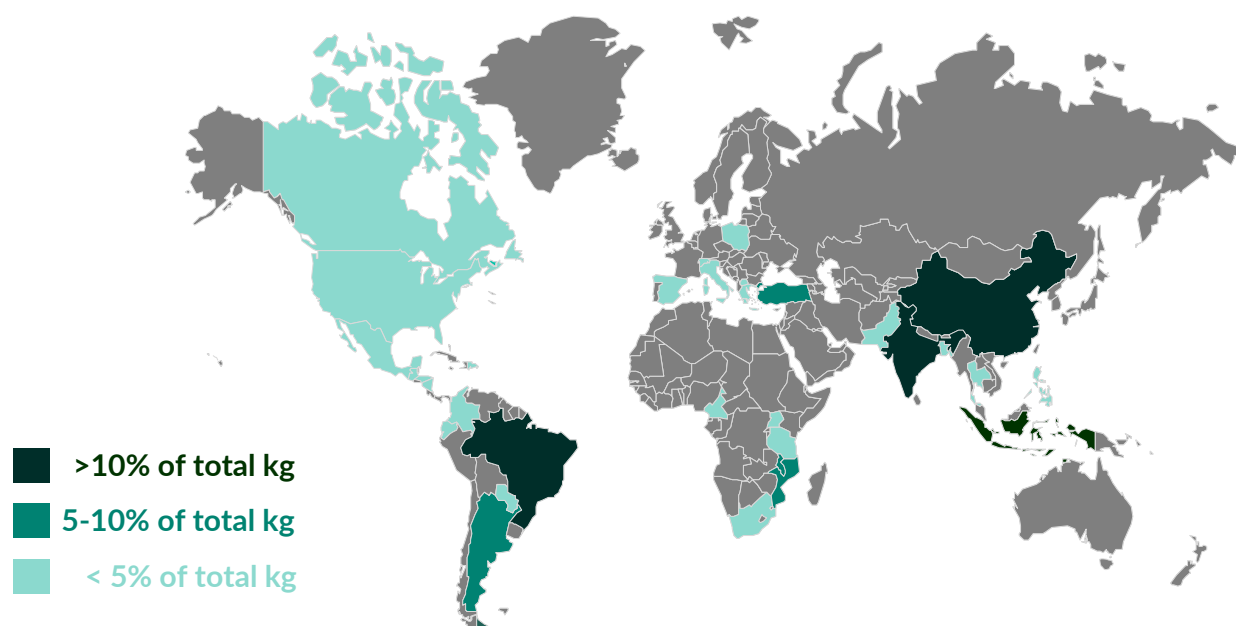 >10% of total kg
5-10% of total kg
< 5% of total kg